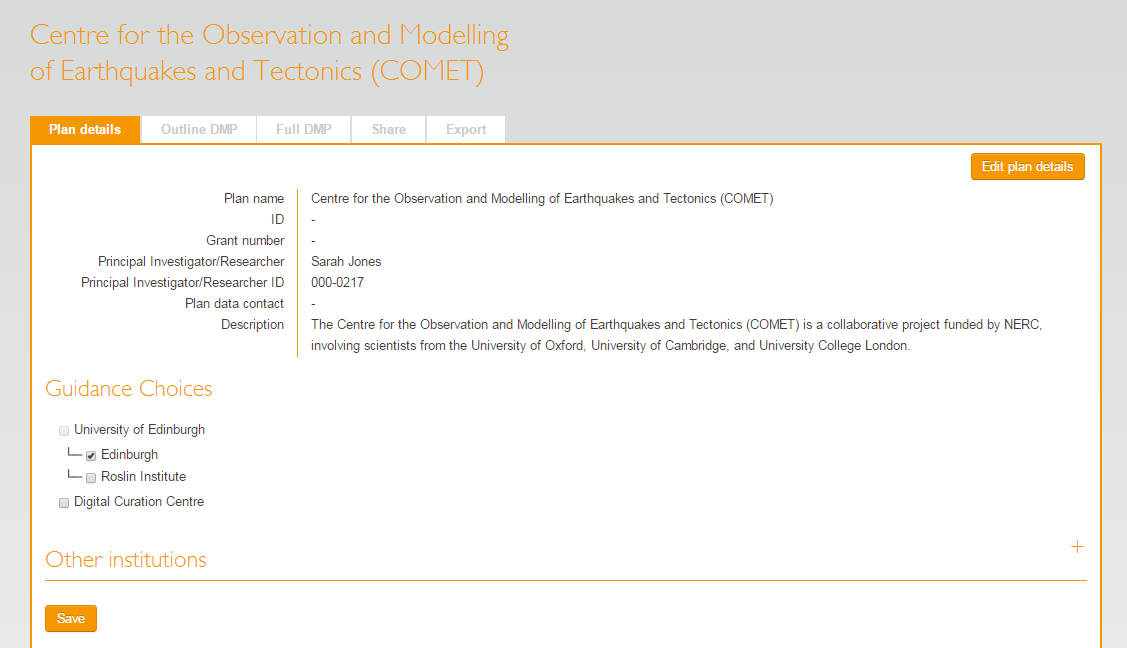 Centre for the Observation and Modelling
of Earthquakes and Tectonics (COMET)
Plan details Outline DMP Full DMP Share Export
Edit plan details
Plan name Centre for the Observation and Modelling of Earthquakes and Tectonics (COMET)
ID -
Grant number -
Principal Investigator/Researcher Sarah Jones
Principal Investigator/Researcher ID 000-0217
Plan data contact -
Description The Centre for the Observation and Modelling of Earthquakes and Tectonics (COMET) is a collaborative project funded by NERC,
involving scientists from the University of Oxford, University of Cambridge, and University College London.
Guidance Choices
University of Edinburgh
Edinburgh
Roslin Institute
Digital Curation Centre
Other institutions +
Save